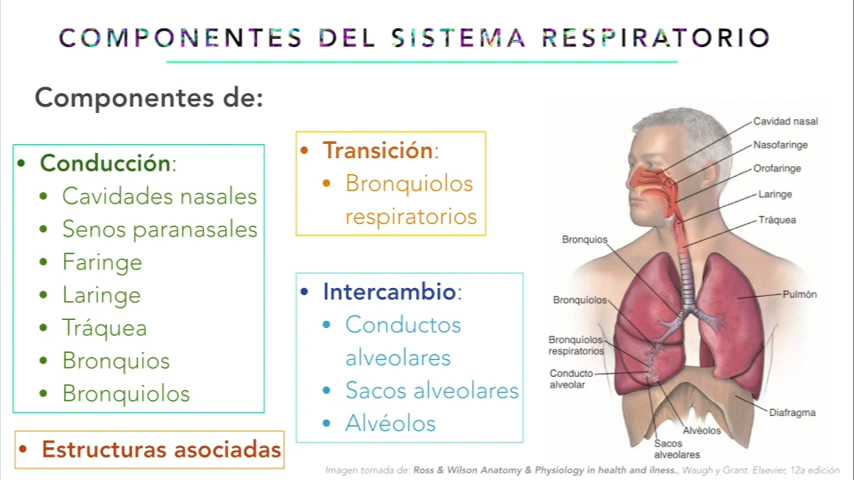 COMPONENTES DEL SISTEMA RESPIRATORIO
Componentes de:
• Conducción:
• Cavidades nasales
• Senos paranasales
• Faringe
• Laringe
• Tráquea
• Bronquios
• Bronquiolos
• Estructuras asociadas
• Transición:
• Bronquiolos
respiratorios
• Intercambio:
• Conductos
alveolares
• Sacos alveolares
• Alvéolos
Cavidad nasal
Nasofaringe
Orofaringe
Laringe
Tráquea
Bronquios
Bronquíolos
Bronquíolos
respiratorios
Conducto
alveolar
Pulmón
Diafragma
Alvéolos
Sacos
alveolares
Imagen tomada de: Ross & Wilson Anatomy & Physiology in health and ilness., Waugh y Grant. Elsevier, 12a edición